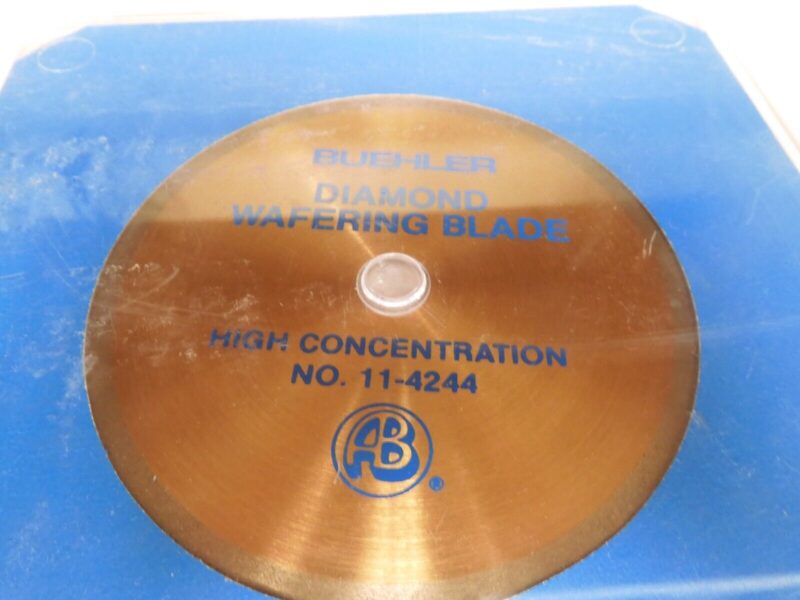 BUEHLER
DIAMOND
WAFERING BLADE
HIGH CONCENTRATION
NO. 11-4244
AB
®